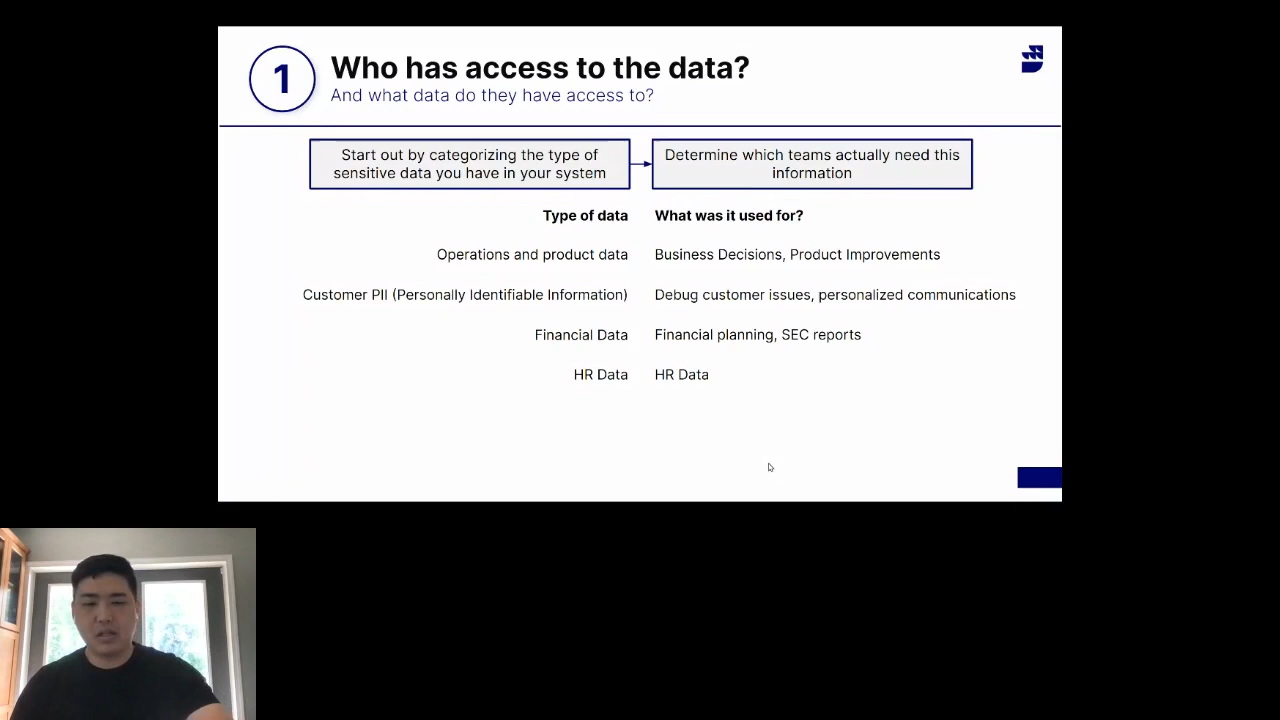 1
Who has access to the data?
And what data do they have access to?
Start out by categorizing the type of
sensitive data you have in your system
Determine which teams actually need this
information
Type of data
What was it used for?
Operations and product data
Business Decisions, Product Improvements
Customer PII (Personally Identifiable Information)
Debug customer issues, personalized communications
Financial Data
Financial planning, SEC reports
HR Data
HR Data